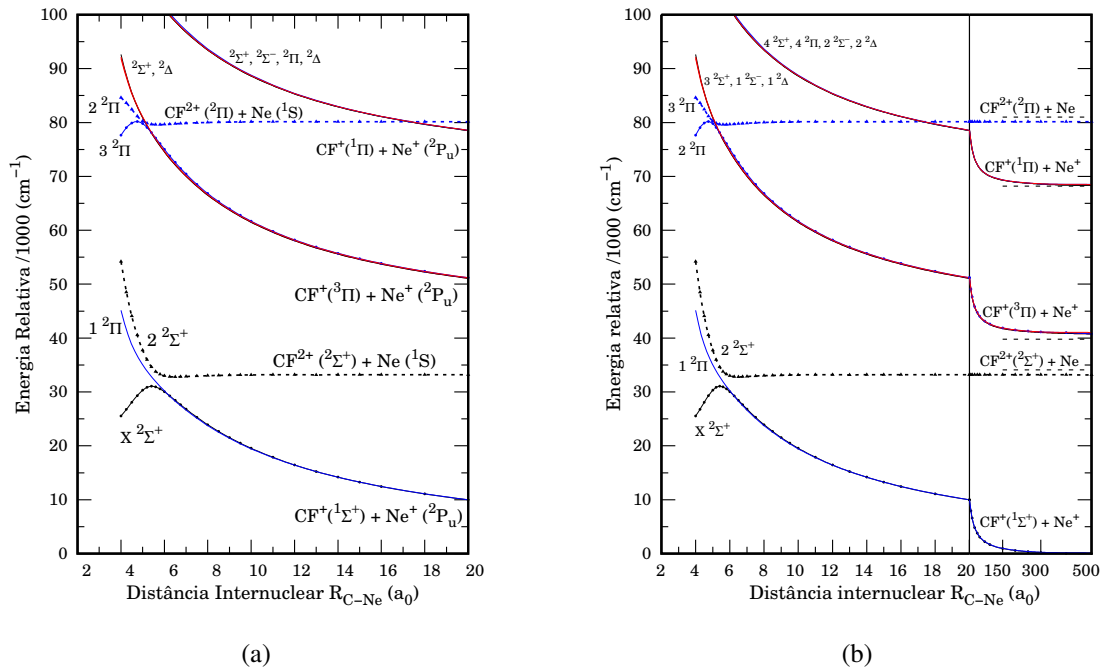 100
90
80
70
60
50
40
30
20
10
0
Energia Relativa /1000 (cm⁻¹)
²Σ⁺, ²Δ
²Σ⁺, ²Σ⁻, ²Π, ²Δ
2 ²Π
CF²⁺ (²Π) + Ne (¹S)
3 ²Π
CF⁺(¹Π) + Ne⁺ (²Pᵤ)
CF⁺(³Π) + Ne⁺ (²Pᵤ)
1 ²Π
2 ²Σ⁺
CF²⁺ (²Σ⁺) + Ne (¹S)
X ²Σ⁺
CF⁺(¹Σ⁺) + Ne⁺ (²Pᵤ)
2 4 6 8 10 12 14 16 18 20
Distância Internuclear R_C−Ne (a₀)
(a)
100
90
80
70
60
50
40
30
20
10
0
Energia relativa /1000 (cm⁻¹)
4 ²Σ⁺, 4 ²Π, 2 ²Σ⁻, 2 ²Δ
3 ²Σ⁺, 1 ²Σ⁻, 1 ²Δ
3 ²Π
CF²⁺(²Π) + Ne
2 ²Π
CF⁺(¹Π) + Ne⁺
CF⁺(³Π) + Ne⁺
2 ²Σ⁺
CF²⁺(²Σ⁺) + Ne
1 ²Π
X ²Σ⁺
CF⁺(¹Σ⁺) + Ne⁺
2 4 6 8 10 12 14 16 18 20 150 300 500
Distância internuclear R_C−Ne (a₀)
(b)